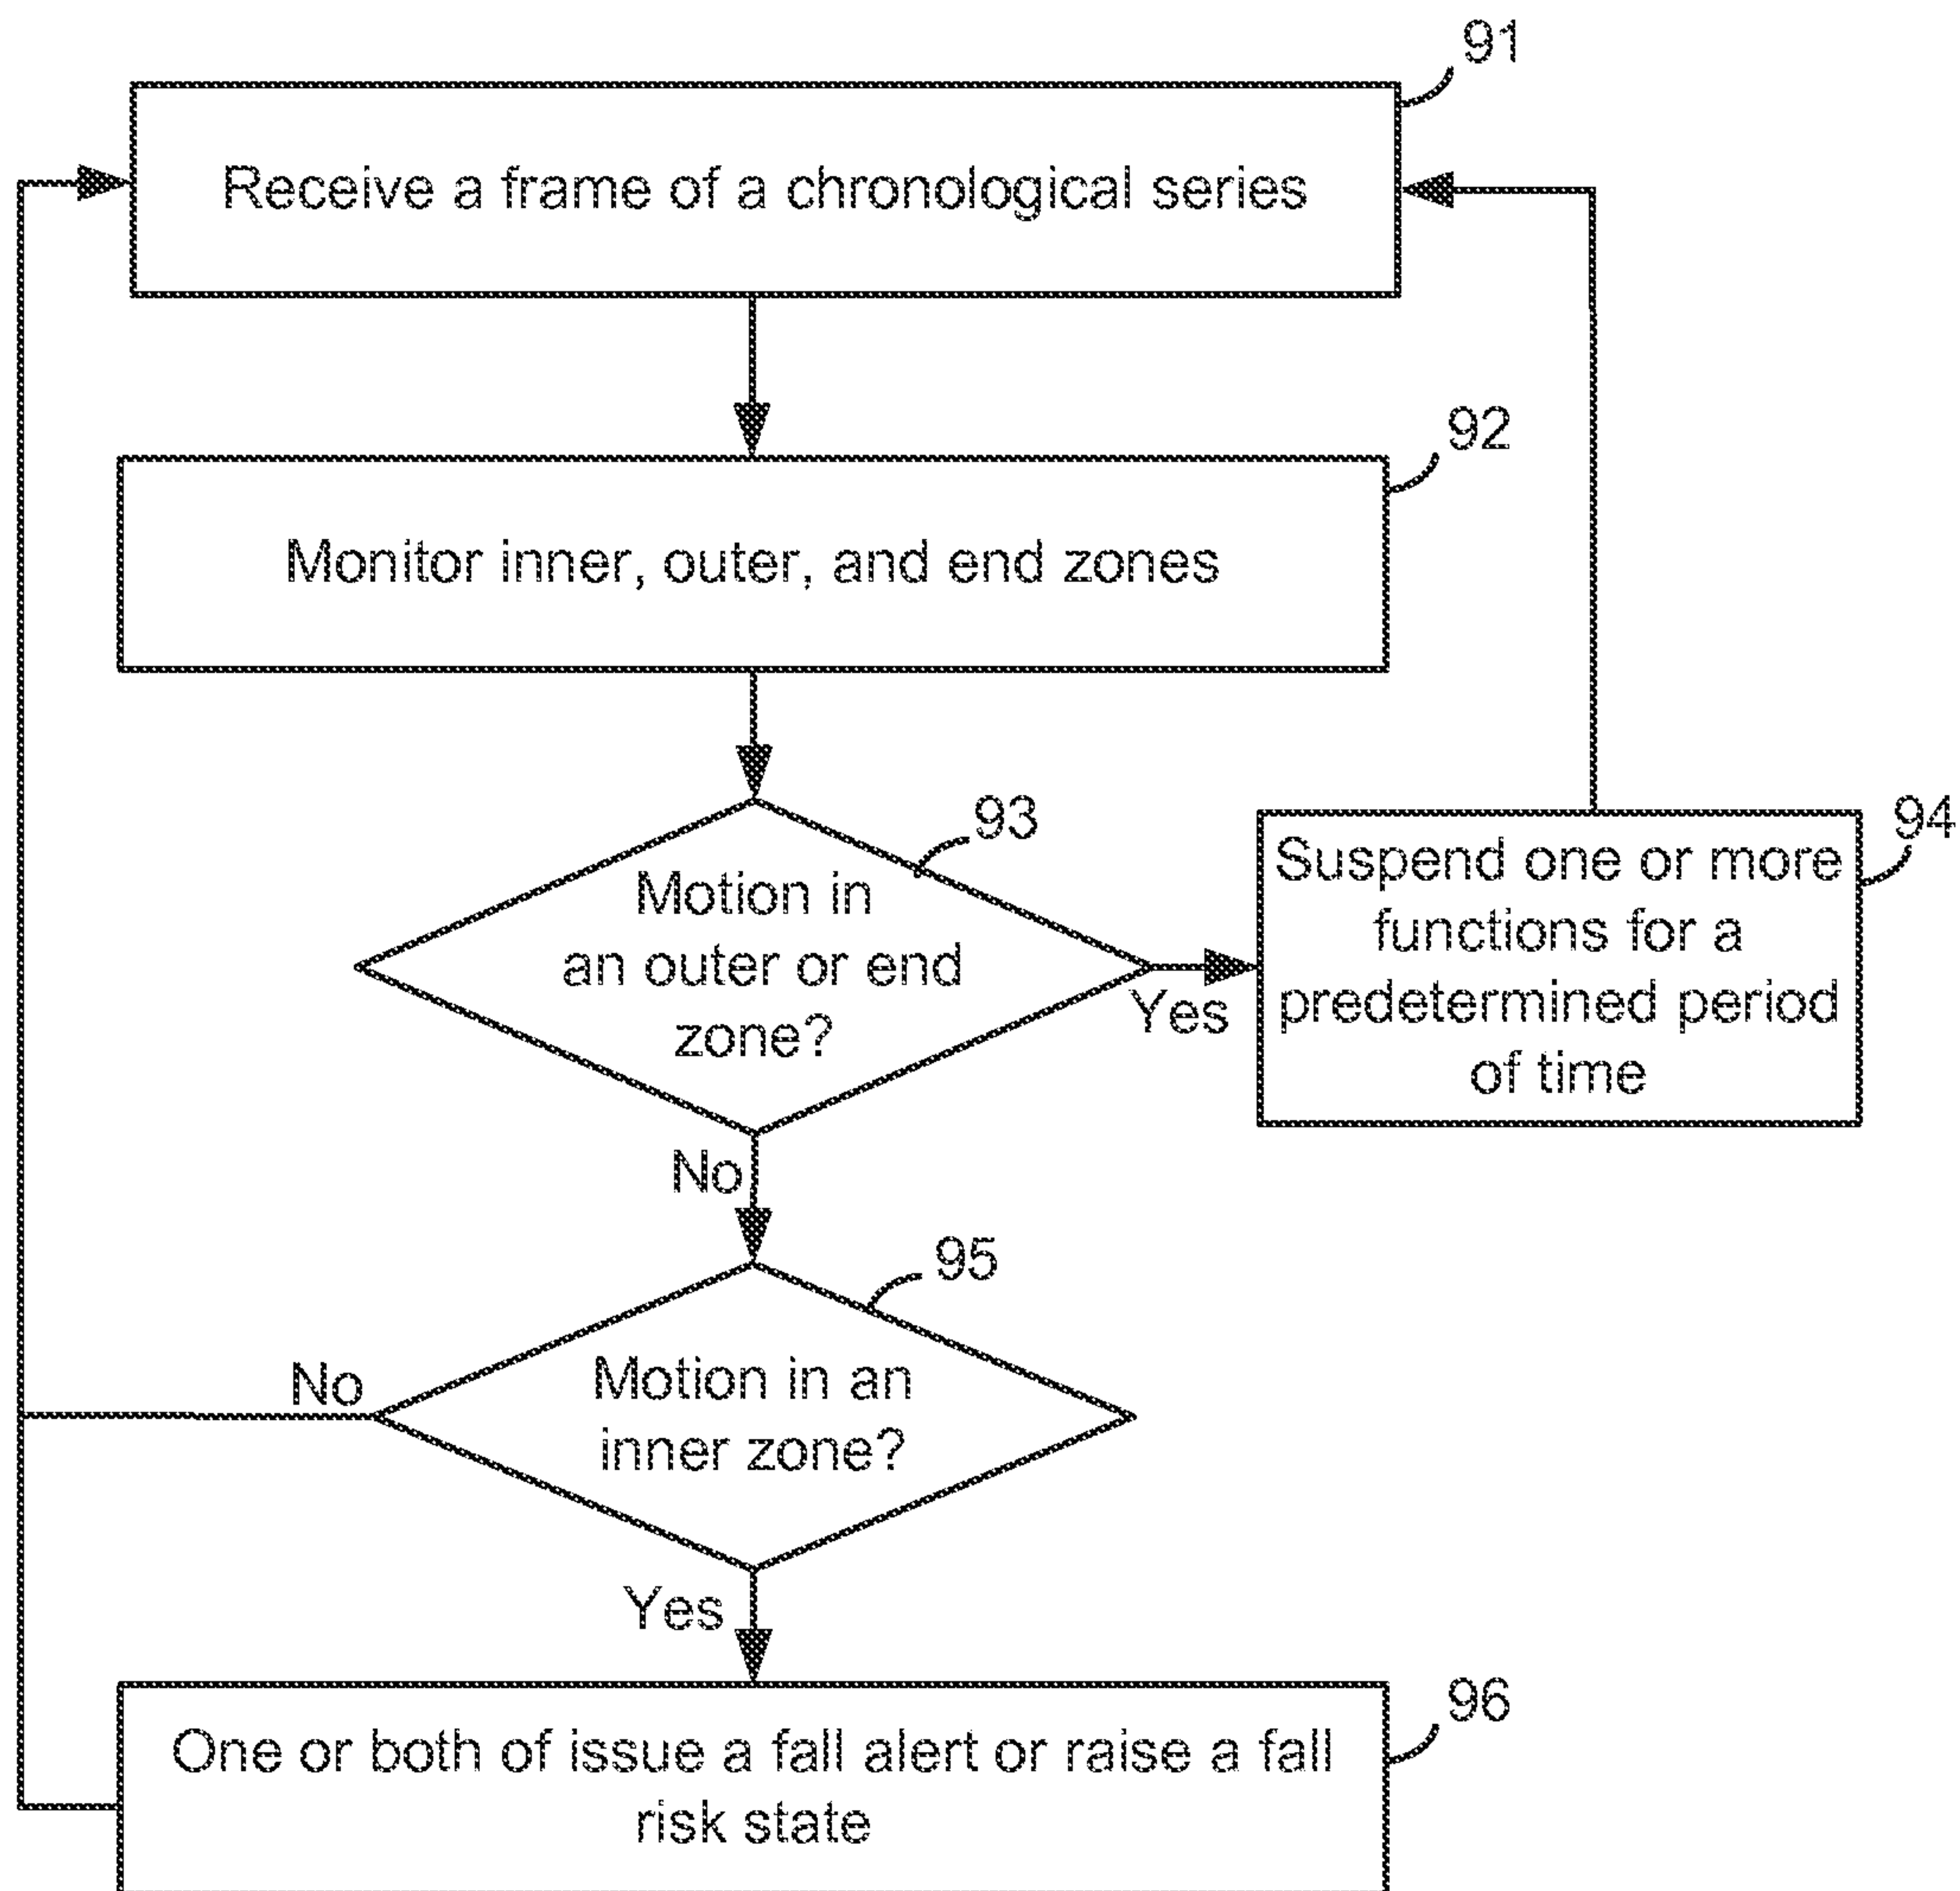 91
Receive a frame of a chronological series
92
Monitor inner, outer, and end zones
93
Motion in
an outer or end
zone?
Yes
94
Suspend one or more
functions for a
predetermined period
of time
No
95
Motion in an
inner zone?
No
Yes
96
One or both of issue a fall alert or raise a fall
risk state